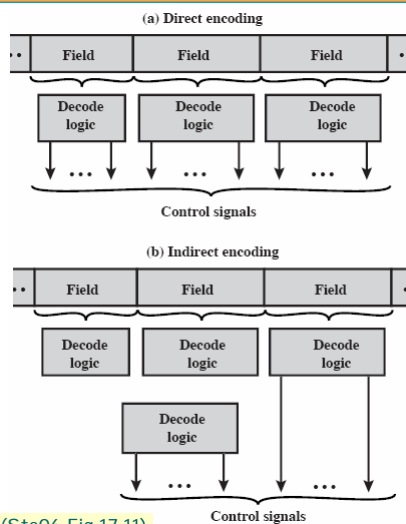 (a) Direct encoding
•• Field Field Field •
Decode logic Decode logic Decode logic
••• ••• •••
Control signals
(b) Indirect encoding
•• Field Field Field •
Decode logic Decode logic Decode logic
Decode logic
••• •••
Control signals
(Sta06 Fig 17.11)